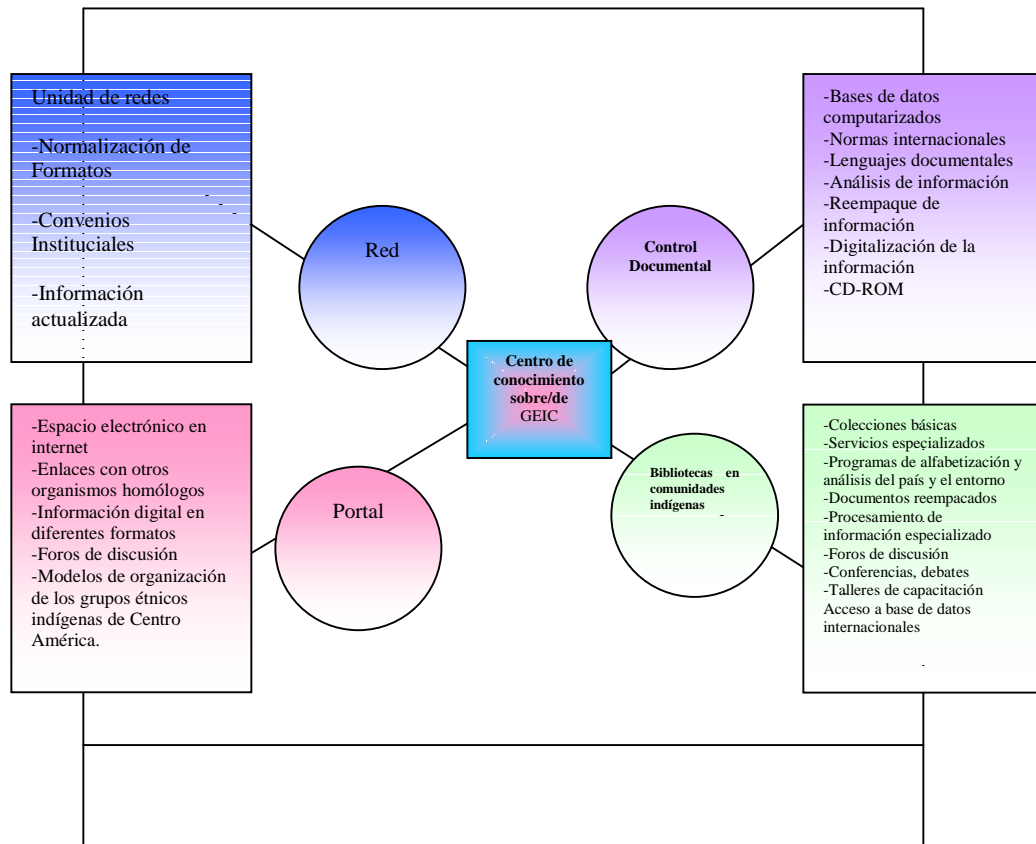 Unidad de redes
-Normalización de
Formatos
-Convenios
Instituciales
-Información
actualizada
Red
Control
Documental
-Bases de datos
computarizados
-Normas internacionales
-Lenguajes documentales
-Análisis de información
-Reempaque de
información
-Digitalización de la
información
-CD-ROM
Centro de
conocimiento
sobre/de
GEIC
-Espacio electrónico en
internet
-Enlaces con otros
organismos homólogos
-Información digital en
diferentes formatos
-Foros de discusión
-Modelos de organización
de los grupos étnicos
indígenas de Centro
América.
Portal
Bibliotecas en
comunidades
indígenas
-Colecciones básicas
-Servicios especializados
-Programas de alfabetización y
análisis del país y el entorno
-Documentos reempacados
-Procesamiento de
información especializado
-Foros de discusión
-Conferencias, debates
-Talleres de capacitación
Acceso a base de datos
internacionales